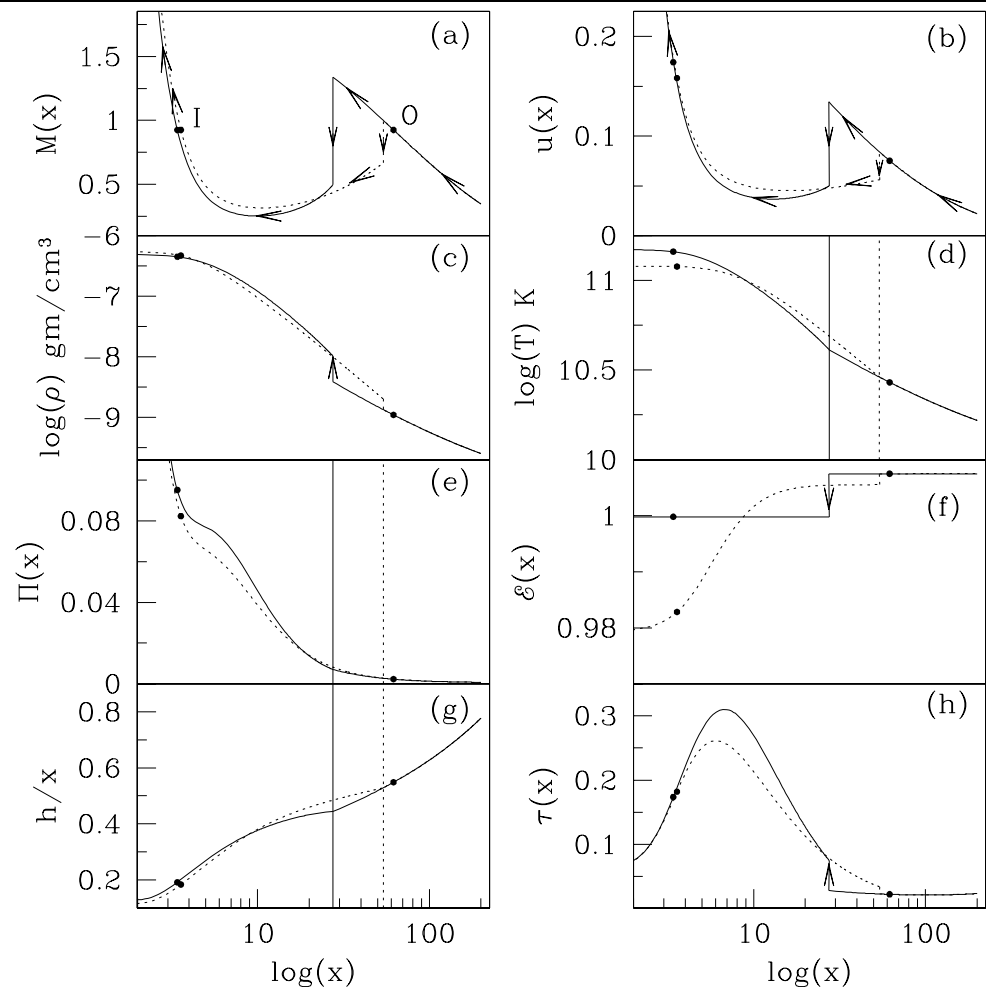 (a)
M(x)
1.5
1
0.5
I
O
(b)
u(x)
0.2
0.1
0
(c)
log(ρ) gm/cm³
−6
−7
−8
−9
(d)
log(T) K
11
10.5
10
(e)
Π(x)
0.08
0.04
0
(f)
ℰ(x)
1
0.98
(g)
h/x
0.8
0.6
0.4
0.2
10
100
log(x)
(h)
τ(x)
0.3
0.2
0.1
10
100
log(x)